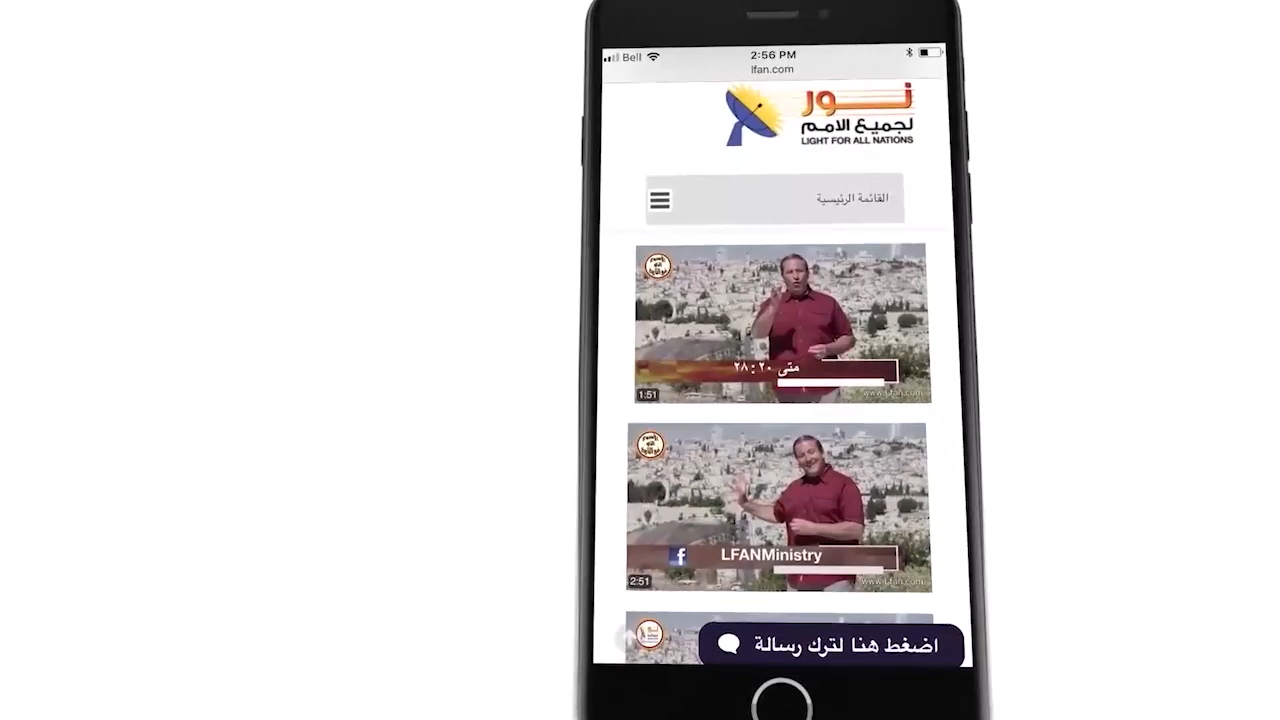 Bell
2:56 PM
lfan.com
نور
لجميع الامم
LIGHT FOR ALL NATIONS
القائمة الرئيسية
متى ٢٠ : ٢٨
1:51
www.Lfan.com
LFANMinistry
2:51
www.Lfan.com
اضغط هنا لترك رسالة